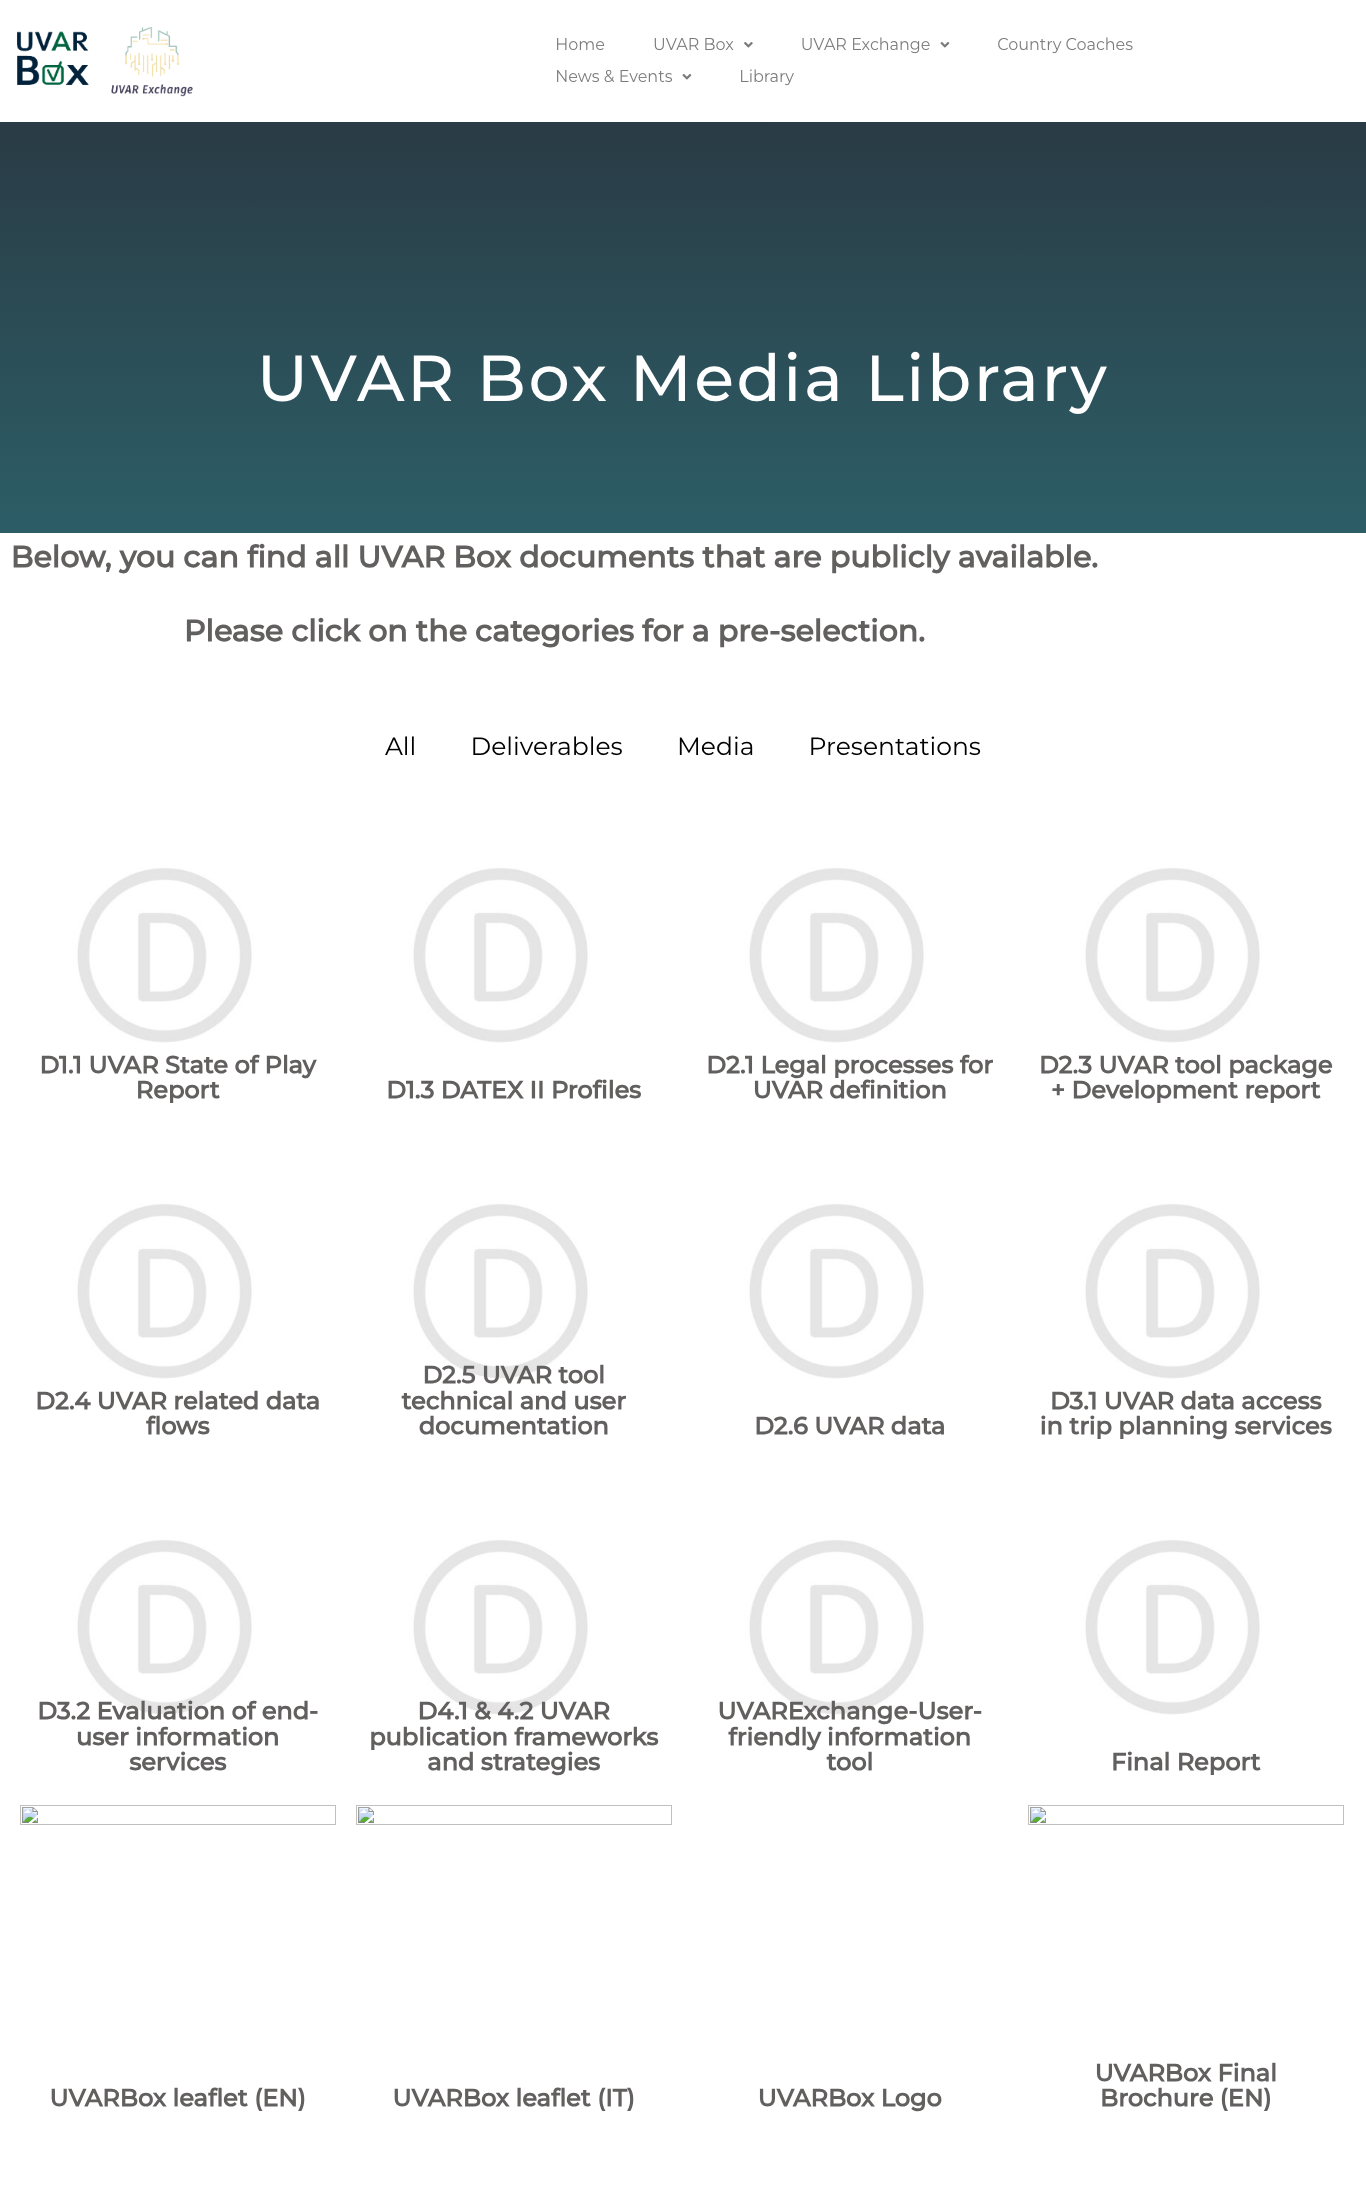 UVAR
Box
UVAR Exchange
Home
UVAR Box
UVAR Exchange
Country Coaches
News & Events
Library
UVAR Box Media Library
Below, you can find all UVAR Box documents that are publicly available.
Please click on the categories for a pre-selection.
All
Deliverables
Media
Presentations
D
D
D
D
D1.1 UVAR State of Play
Report
D1.3 DATEX II Profiles
D2.1 Legal processes for
UVAR definition
D2.3 UVAR tool package
+ Development report
D
D
D
D
D2.4 UVAR related data
flows
D2.5 UVAR tool
technical and user
documentation
D2.6 UVAR data
D3.1 UVAR data access
in trip planning services
D
D
D
D
D3.2 Evaluation of end-
user information
services
D4.1 & 4.2 UVAR
publication frameworks
and strategies
UVARExchange-User-
friendly information
tool
Final Report
UVARBox leaflet (EN)
UVARBox leaflet (IT)
UVARBox Logo
UVARBox Final
Brochure (EN)